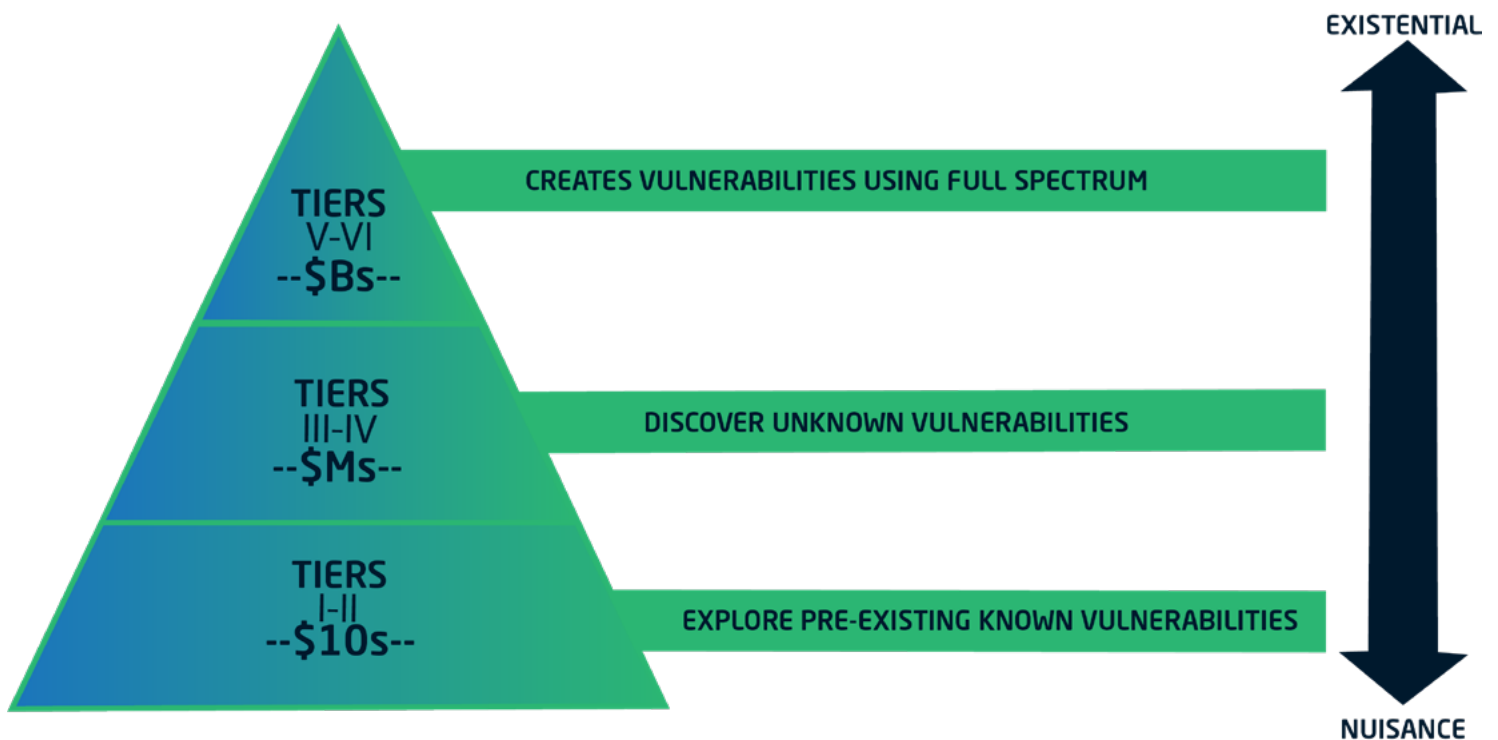 EXISTENTIAL
CREATES VULNERABILITIES USING FULL SPECTRUM
TIERS
V-VI
--$Bs--
TIERS
III-IV
--$Ms--
DISCOVER UNKNOWN VULNERABILITIES
TIERS
I-II
--$10s--
EXPLORE PRE-EXISTING KNOWN VULNERABILITIES
NUISANCE